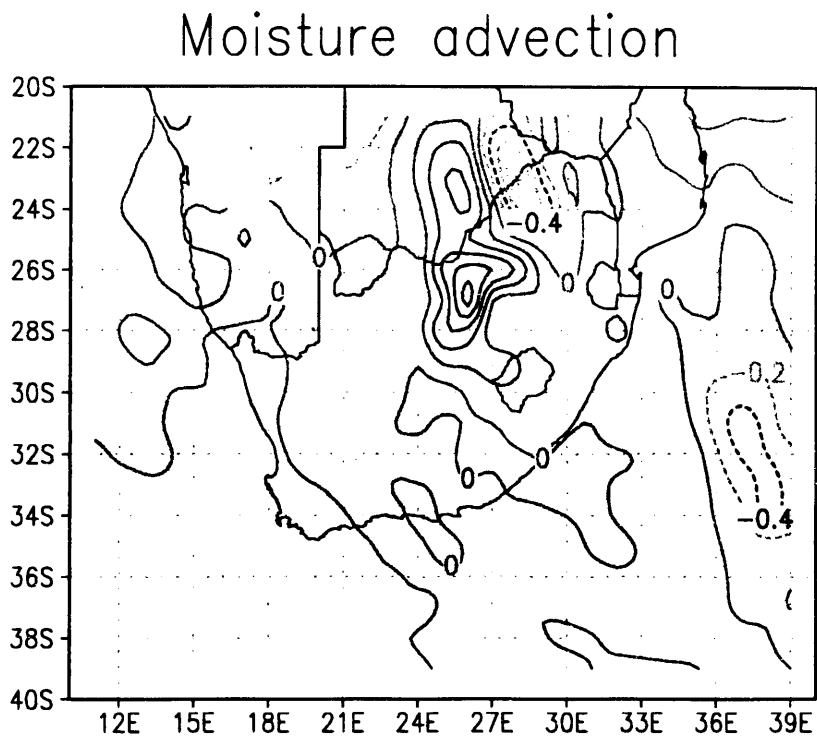 Moisture advection
20S
22S
24S
-0.4
26S
0
0
0
0
28S
30S
-0.2
32S
0
0
34S
-0.4
36S
0
38S
40S
12E 15E 18E 21E 24E 27E 30E 33E 36E 39E